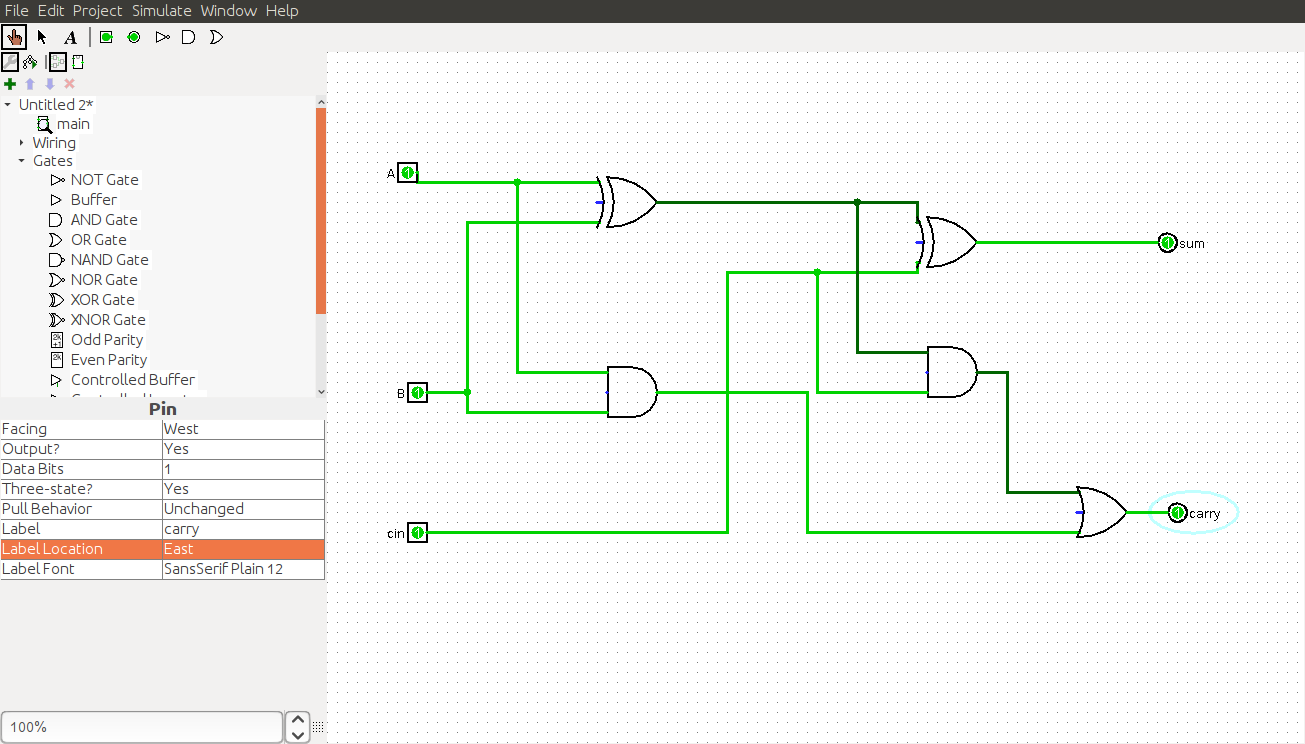 File Edit Project Simulate Window Help
A
Untitled 2*
main
Wiring
Gates
NOT Gate
Buffer
AND Gate
OR Gate
NAND Gate
NOR Gate
XOR Gate
XNOR Gate
Odd Parity
Even Parity
Controlled Buffer
Pin
Facing West
Output? Yes
Data Bits 1
Three-state? Yes
Pull Behavior Unchanged
Label carry
Label Location East
Label Font SansSerif Plain 12
100%
A 1
B 1
cin 1
1 sum
1 carry